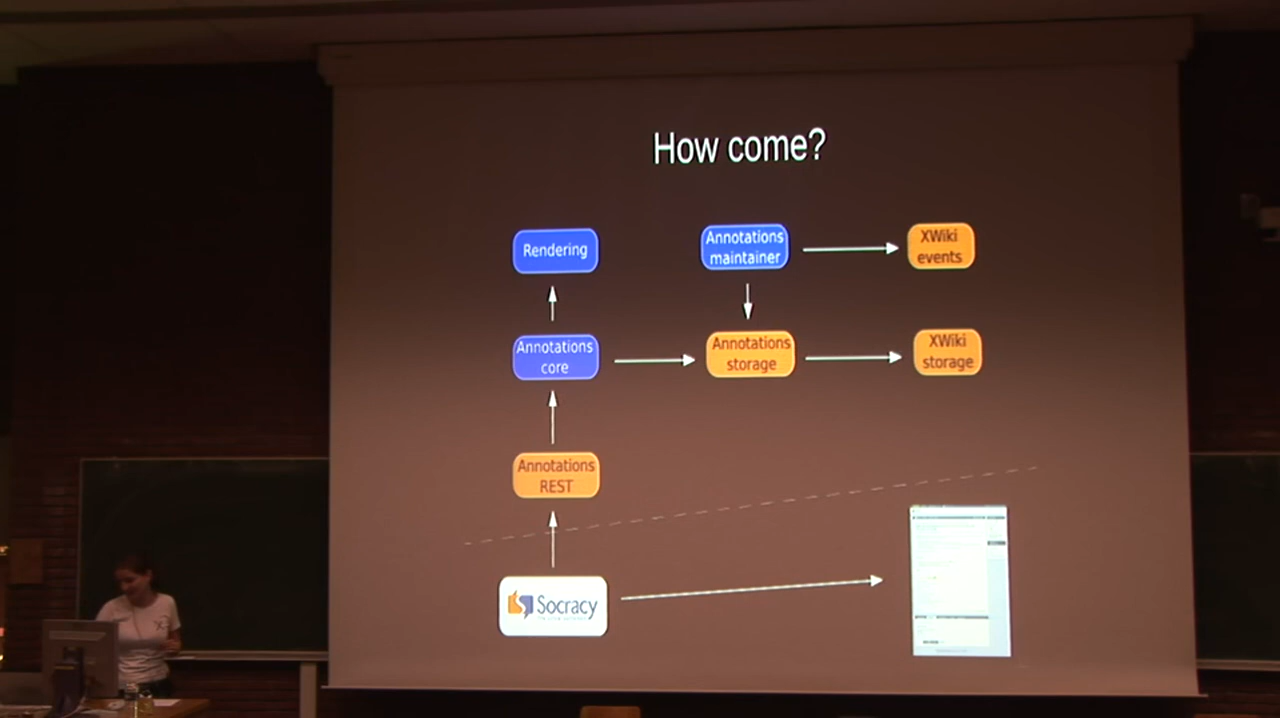 How come?
Rendering
Annotations
maintainer
XWiki
events
Annotations
core
Annotations
storage
XWiki
storage
Annotations
REST
Socracy